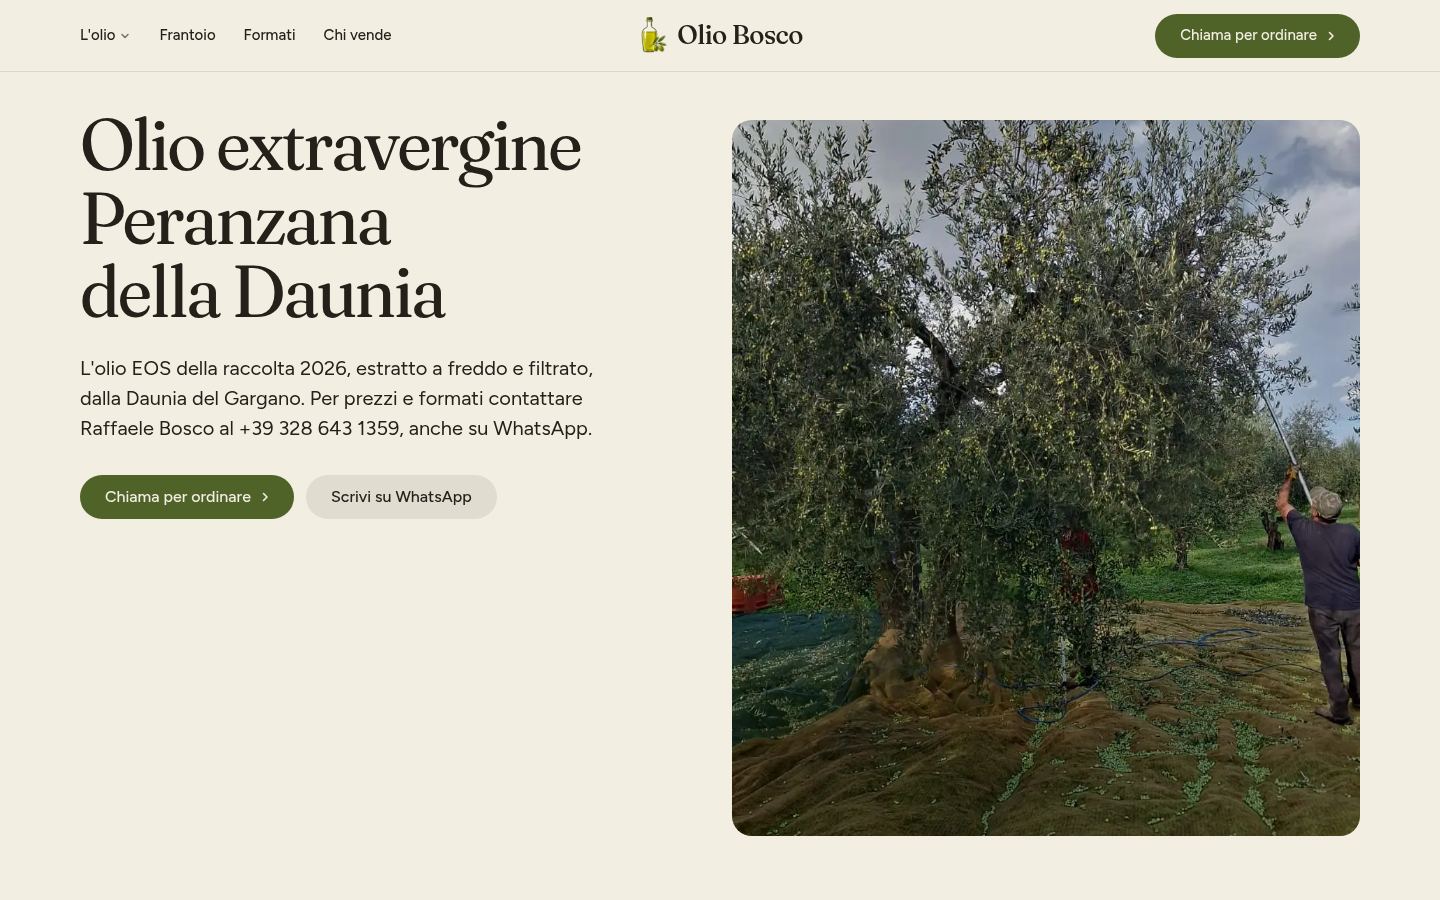 L'olio
Frantoio
Formati
Chi vende
Olio Bosco
Chiama per ordinare
Olio extravergine
Peranzana
della Daunia
L'olio EOS della raccolta 2026, estratto a freddo e filtrato,
dalla Daunia del Gargano. Per prezzi e formati contattare
Raffaele Bosco al +39 328 643 1359, anche su WhatsApp.
Chiama per ordinare
Scrivi su WhatsApp